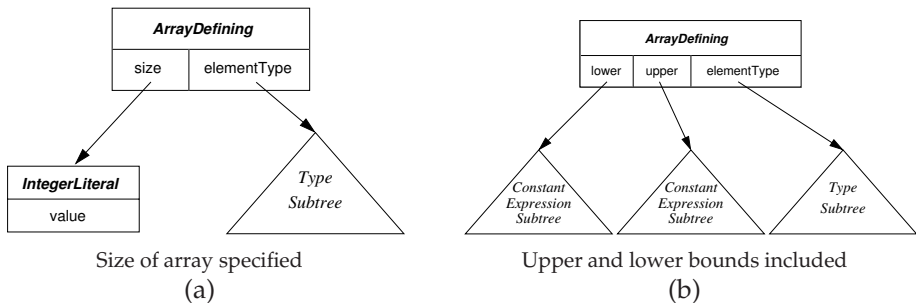 ArrayDefining
size elementType
IntegerLiteral
value
Type
Subtree
Size of array specified
(a)
ArrayDefining
lower upper elementType
Constant
Expression
Subtree
Constant
Expression
Subtree
Type
Subtree
Upper and lower bounds included
(b)